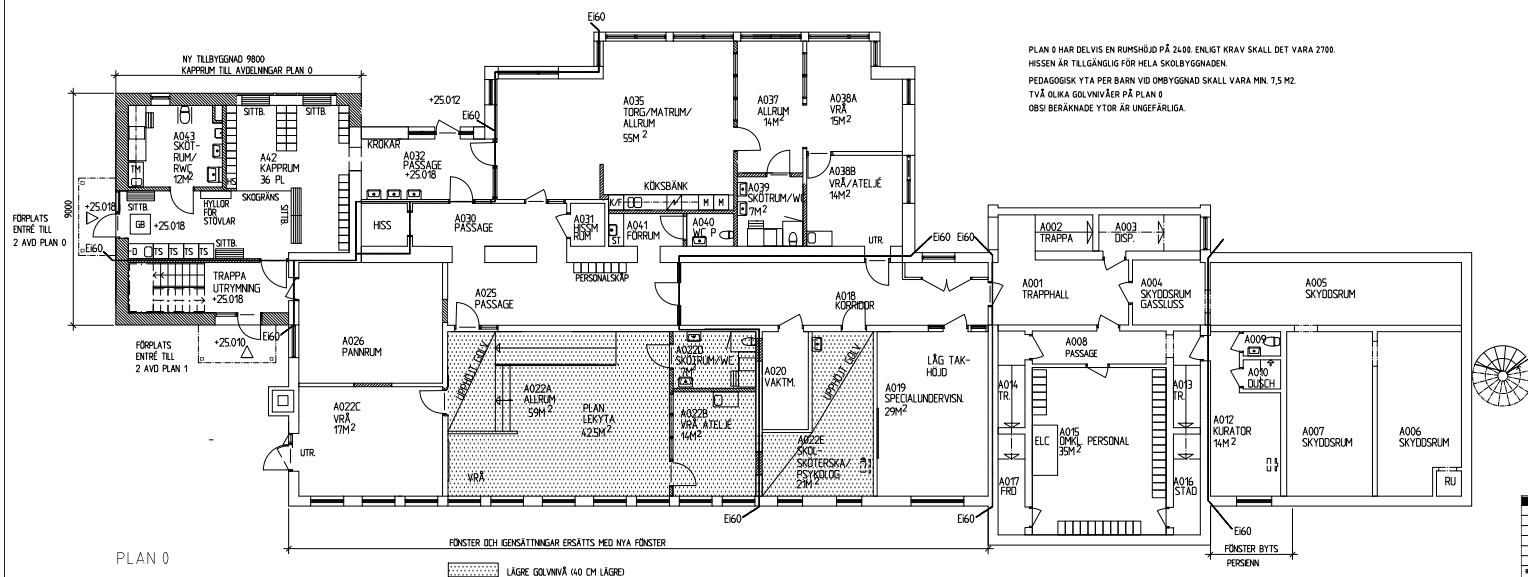 PLAN 0 HAR DELVIS EN RUMSHÖJD PÅ 2400. ENLIGT KRAV SKALL DET VARA 2700.
HISSEN ÄR TILLGÄNGLIG FÖR HELA SKOLBYGGNADEN.
PEDAGOGISK YTA PER BARN VID OMBYGGNAD SKALL VARA MIN. 7,5 M2.
TVÅ OLIKA GOLVNIVÅER PÅ PLAN 0
OBS! BERÄKNADE YTOR ÄR UNGEFÄRLIGA.
EI60
NY TILLBYGGNAD 9800
KAPPRUM TILL AVDELNINGAR PLAN 0
9000
SITTB.
SITTB.
A043
SKÖT-
RUM/
RWC
12M2
TM
HS
A42
KAPPRUM
36 PL
SKOGRÄNS
HYLLOR
FÖR
STÖVLAR
SITTB.
SITTB.
GB
+25.018
+25.018
D
TS
TS
TS
TS
FÖRPLATS
ENTRÉ TILL
2 AVD PLAN 0
EI60
TRAPPA
UTRYMNING
+25.018
+25.010
FÖRPLATS
ENTRÉ TILL
2 AVD PLAN 1
EI60
+25.012
EI60
KROKAR
A032
PASSAGE
+25.018
HISS
A030
PASSAGE
A031
HISSM
RUM
A035
TORG/MATRUM/
ALLRUM
55M2
KÖKSBÄNK
K/F
M
M
A037
ALLRUM
14M2
A038A
VRÅ
15M2
A038B
VRÅ/ATELJÉ
14M2
UTR.
A039
SKÖTRUM/WC
7M2
A040
WC P
A041
FÖRRUM
ST
PERSONALSKÅP
A025
PASSAGE
A026
PANNRUM
A022C
VRÅ
17M2
UTR.
UPPHÖJT GOLV
A022A
ALLRUM
59M2
PLAN
LEKYTA
42.5M2
VRÅ
A022D
SKÖTRUM/WC
7M2
A022B
VRÅ ATELJÉ
14M2
A018
KORRIDOR
A020
VAKTM.
UPPHÖJT GOLV
A022E
SKOL-
SKÖTERSKA/
PSYKOLOG
21M2
LÅG TAK-
HÖJD
A019
SPECIALUNDERVISN.
29M2
EI60
EI60
A002
TRAPPA
A003
DISP.
A001
TRAPPHALL
A004
SKYDDSRUM
GASSLUSS
A005
SKYDDSRUM
A008
PASSAGE
A014
TR.
A013
TR.
ELC
A015
OMKL. PERSONAL
35M2
A017
FRD
A016
STÄD
A009
A010
DUSCH
A012
KURATOR
14M2
A007
SKYDDSRUM
A006
SKYDDSRUM
RU
EI60
EI60
EI60
FÖNSTER OCH IGENSÄTTNINGAR ERSÄTTS MED NYA FÖNSTER
FÖNSTER BYTS
PERSIENN
PLAN 0
LÄGRE GOLVNIVÅ (40 CM LÄGRE)